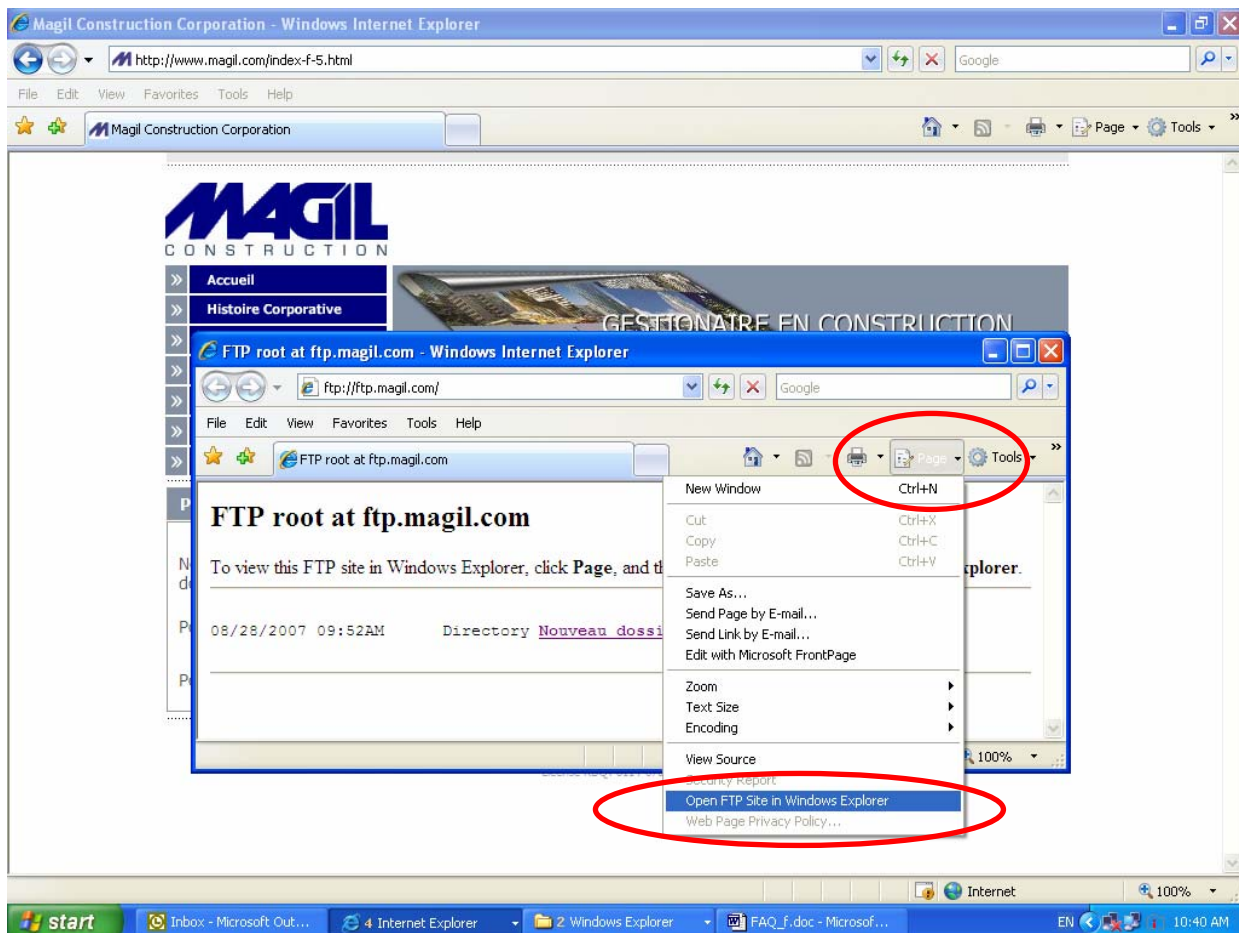 Magil Construction Corporation - Windows Internet Explorer
http://www.magil.com/index-f-5.html
Google
File Edit View Favorites Tools Help
Magil Construction Corporation
Page Tools
MAGIL
CONSTRUCTION
Accueil
Histoire Corporative
GESTIONAIRE EN CONSTRUCTION
FTP root at ftp.magil.com - Windows Internet Explorer
ftp://ftp.magil.com/
Google
File Edit View Favorites Tools Help
FTP root at ftp.magil.com
Page Tools
FTP root at ftp.magil.com
To view this FTP site in Windows Explorer, click Page, and
08/28/2007 09:52AM Directory Nouveau dossi
New Window Ctrl+N
Cut Ctrl+X
Copy Ctrl+C
Paste Ctrl+V
Save As...
Send Page by E-mail...
Send Link by E-mail...
Edit with Microsoft FrontPage
Zoom
Text Size
Encoding
View Source
Security Report
Open FTP Site in Windows Explorer
Web Page Privacy Policy...
100%
Internet 100%
start
Inbox - Microsoft Out...
4 Internet Explorer
2 Windows Explorer
FAQ_f.doc - Microsof...
EN 10:40 AM